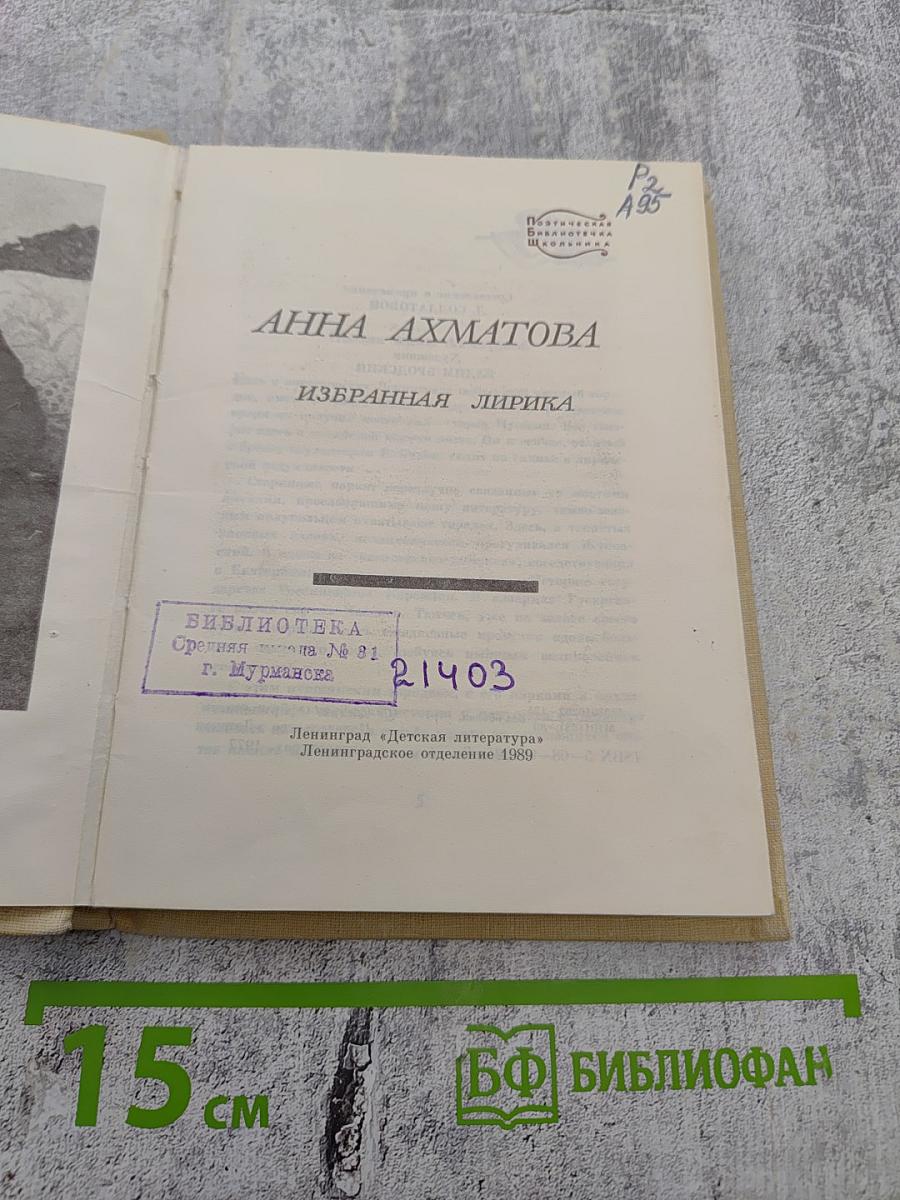 Р2
А95
Поэтическая
Библиотечка
Школьника
АННА АХМАТОВА
ИЗБРАННАЯ ЛИРИКА
БИБЛИОТЕКА
Средняя школа № 31
г. Мурманска
21403
Ленинград «Детская литература»
Ленинградское отделение 1989
15 см
БФ БИБЛИОФАН